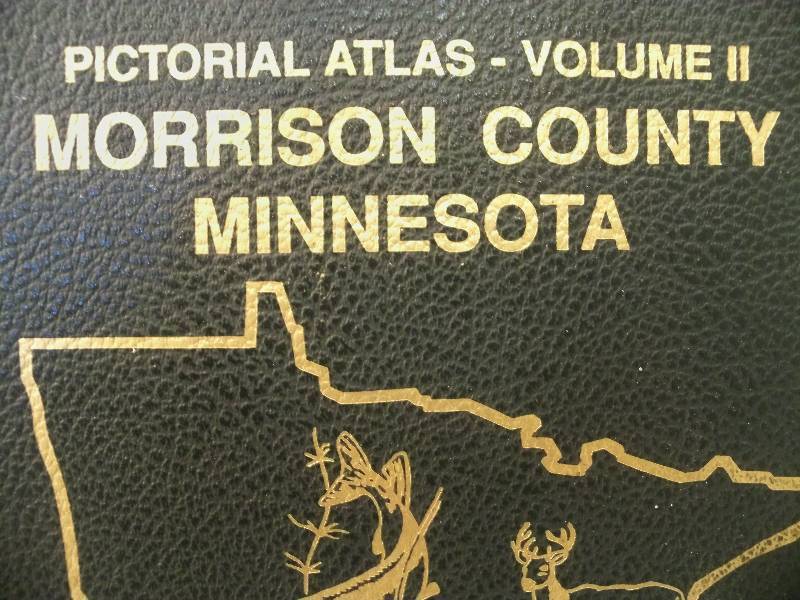 PICTORIAL ATLAS - VOLUME II
MORRISON COUNTY
MINNESOTA